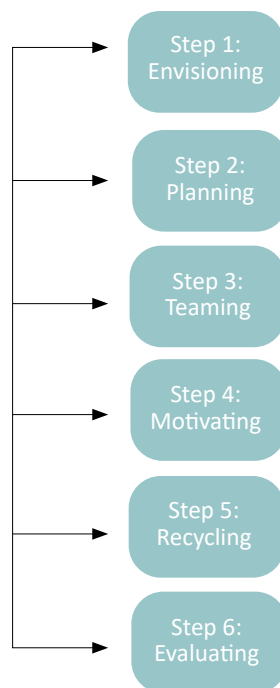 Step 1:
Envisioning
Step 2:
Planning
Step 3:
Teaming
Step 4:
Motivating
Step 5:
Recycling
Step 6:
Evaluating